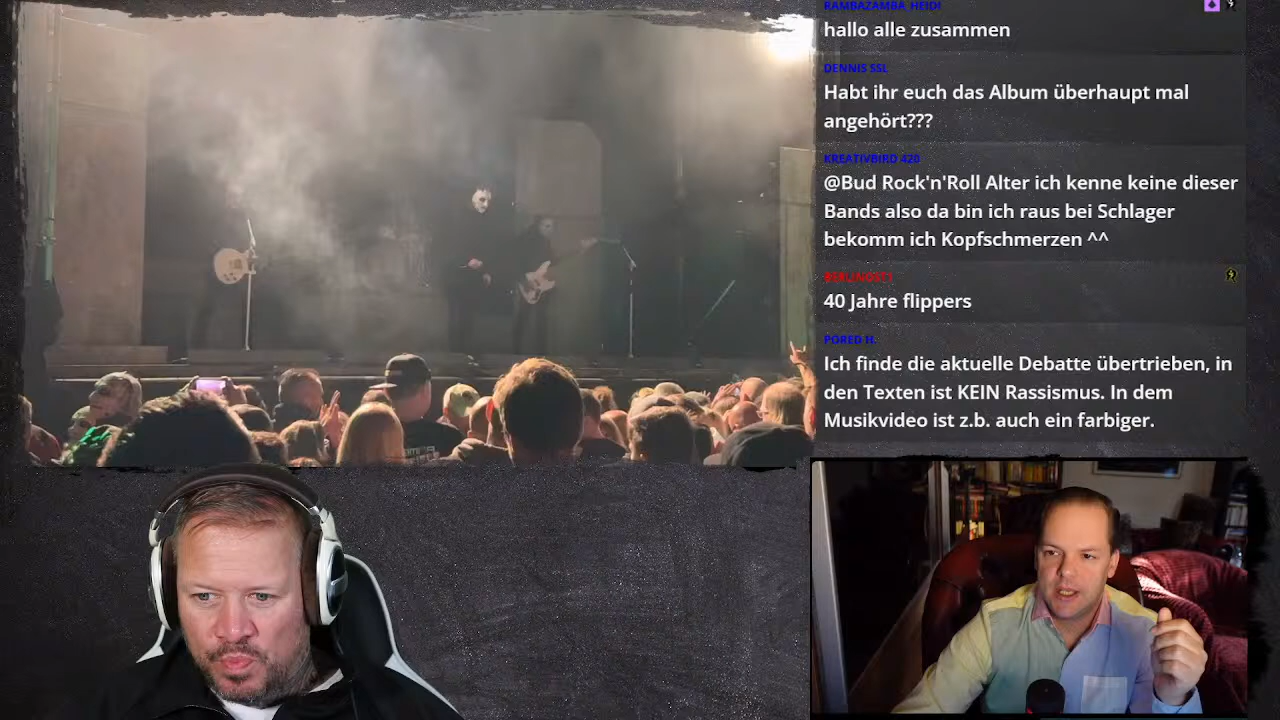 RAMBAZAMBA_HEIDI
hallo alle zusammen
DENNIS SSL
Habt ihr euch das Album überhaupt mal
angehört???
KREATIVBIRD 420
@Bud Rock'n'Roll Alter ich kenne keine dieser
Bands also da bin ich raus bei Schlager
bekomm ich Kopfschmerzen ^^
40 Jahre flippers
PORED H.
Ich finde die aktuelle Debatte übertrieben, in
den Texten ist KEIN Rassismus. In dem
Musikvideo ist z.b. auch ein farbiger.